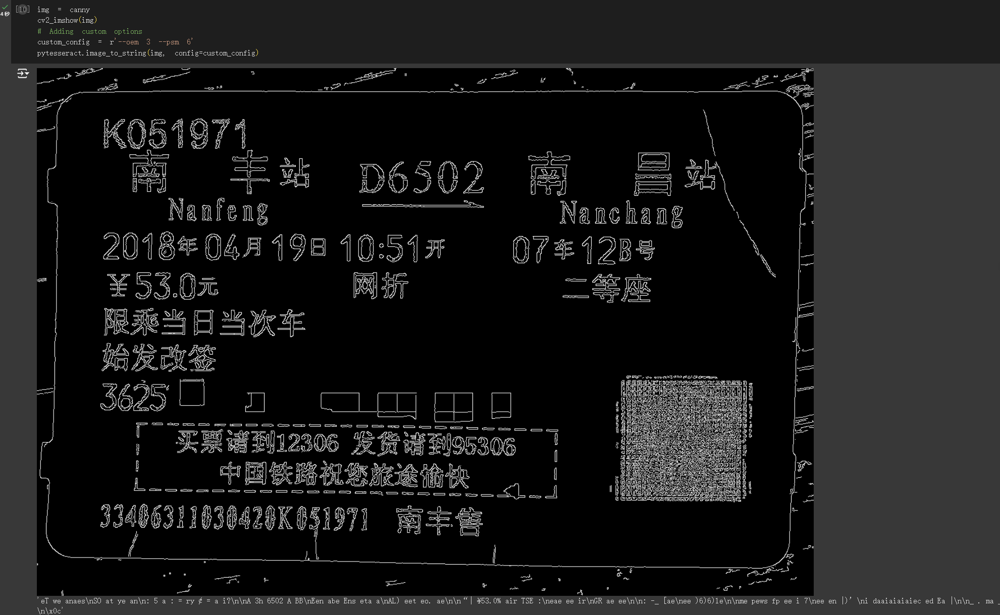 4秒
[10]
img = canny
cv2_imshow(img)
# Adding custom options
custom_config = r'--oem 3 --psm 6'
pytesseract.image_to_string(img, config=custom_config)
K051971
南 丰站 D6502 南 昌站
Nanfeng Nanchang
2018年04月19日 10:51开 07车12B号
¥53.0元 网折 二等座
限乘当日当次车
始发改签
3625
买票请到12306 发货请到95306
中国铁路祝您旅途愉快
33406311030420K051971 南丰售
'eT we anaes\nSO at ye an\n: 5 a : = ry ¢ = a i?\n\nA 3h 6502 A BB\nEen abe Ens eta a\nAL) eet eo. ae\n\n“| ¥53.0% air TSE :\neae ee ir\nGR ae ee\n\n: -_ [ae\nee )6)6)1e\n\nme pews fp ee i 7\nee en |)’ \ni daaiaiaiaiec ed Ea |\n\n_ . ma _
\n\x0c'